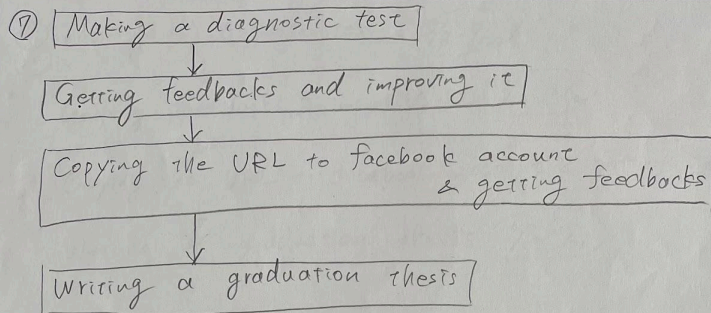 ⑦ Making a diagnostic test
Getting feedbacks and improving it
Copying the URL to facebook account
& getting feedbacks
Writing a graduation thesis